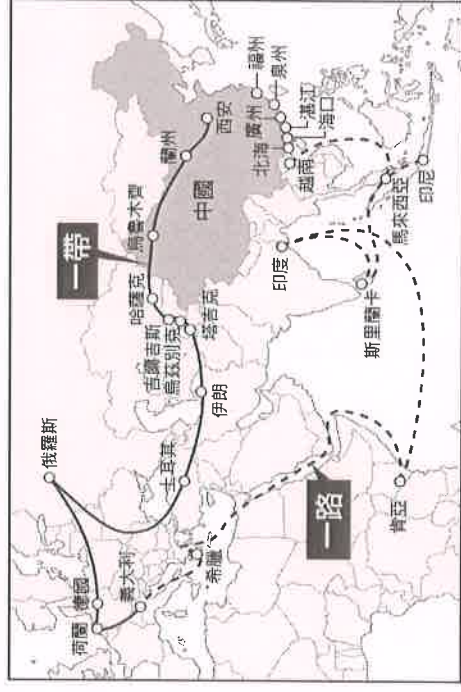 俄羅斯
荷蘭
德國
義大利
希臘
土耳其
伊朗
一帶
哈薩克
吉爾吉斯
烏茲別克
塔吉克
烏魯木齊
蘭州
西安
中國
福州
泉州
廣州
湛江
北海
海口
越南
印度
斯里蘭卡
馬來西亞
印尼
一路
肯亞